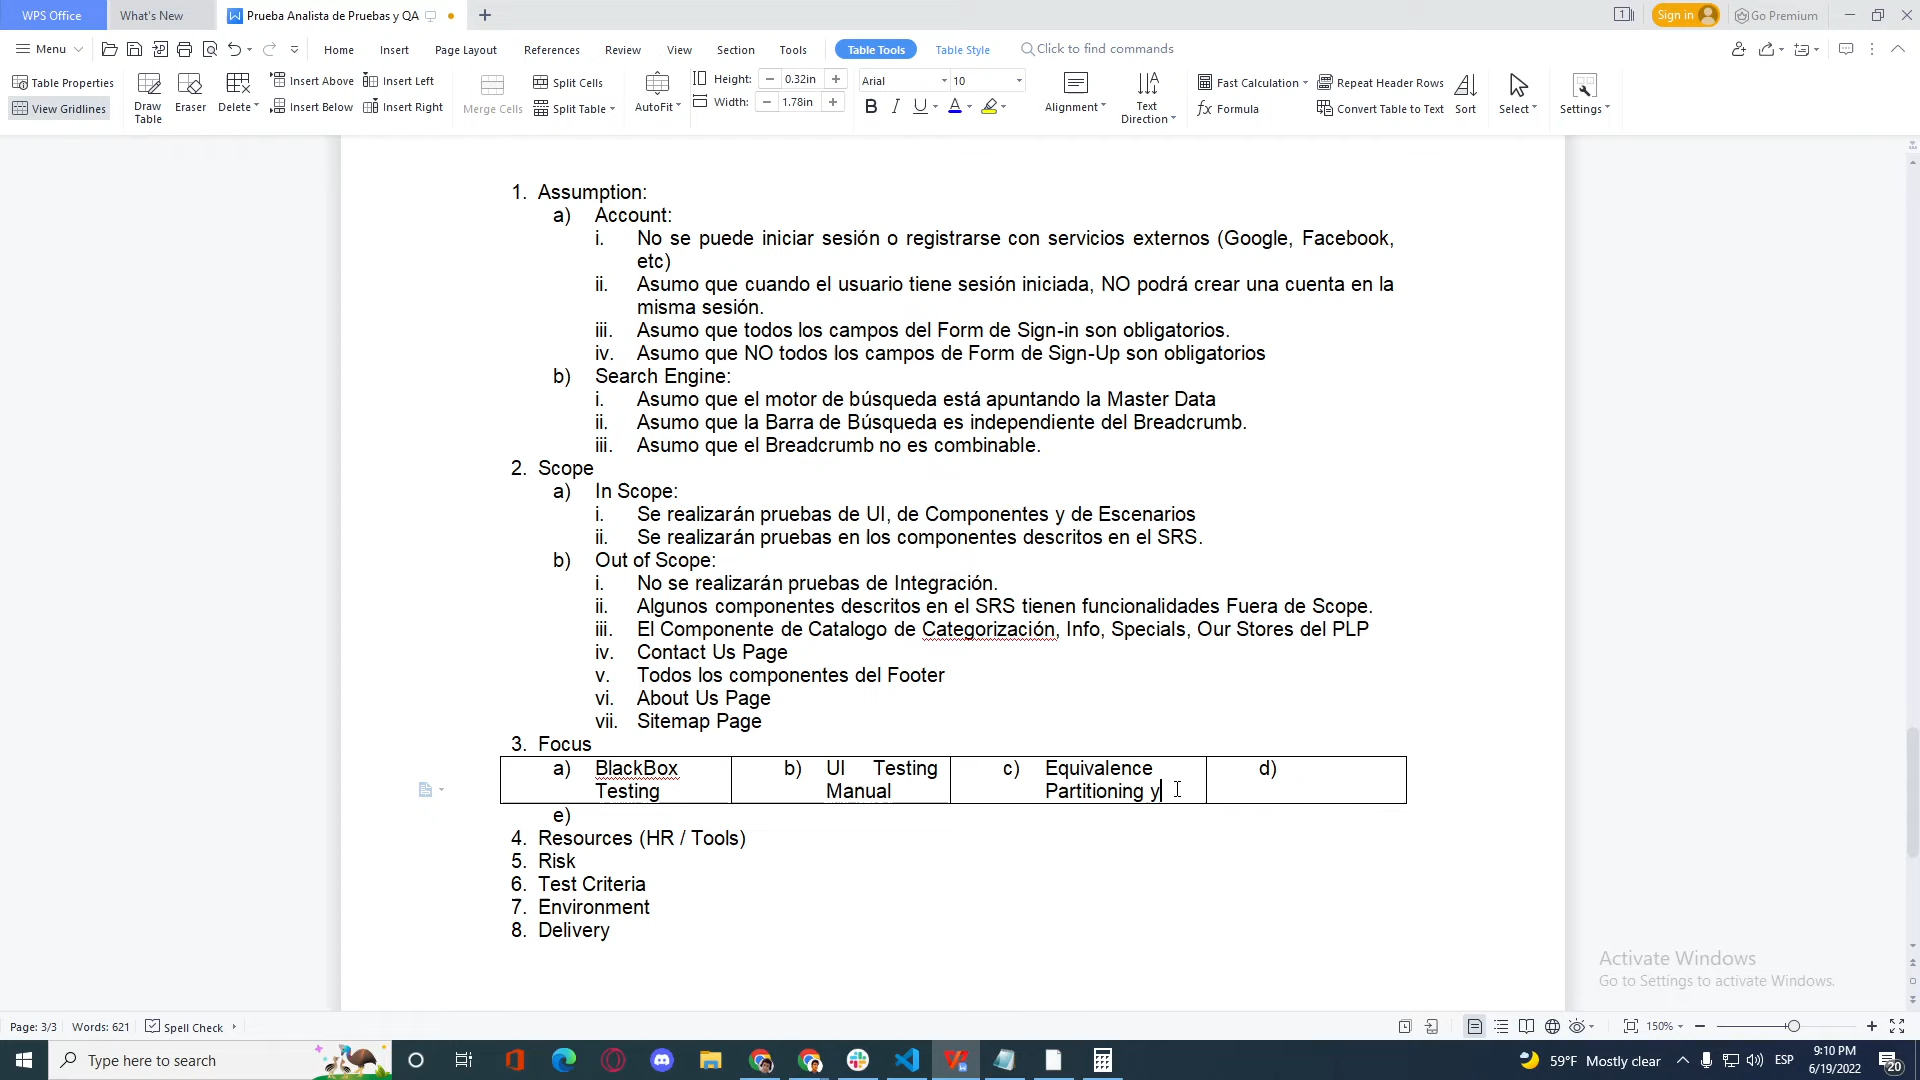 WPS Office
What's New
Prueba Analista de Pruebas y QA
1
Sign in
Go Premium
Menu
Home
Insert
Page Layout
References
Review
View
Section
Tools
Table Tools
Table Style
Click to find commands
Table Properties
View Gridlines
Draw
Table
Eraser
Delete
Insert Above
Insert Below
Insert Left
Insert Right
Merge Cells
Split Cells
Split Table
AutoFit
Height:
0.32in
Width:
1.78in
Arial
10
B I U A
Alignment
Text
Direction
Fast Calculation
fx Formula
Repeat Header Rows
Convert Table to Text
Sort
Select
Settings
1. Assumption:
a) Account:
i. No se puede iniciar sesión o registrarse con servicios externos (Google, Facebook,
etc)
ii. Asumo que cuando el usuario tiene sesión iniciada, NO podrá crear una cuenta en la
misma sesión.
iii. Asumo que todos los campos del Form de Sign-in son obligatorios.
iv. Asumo que NO todos los campos de Form de Sign-Up son obligatorios
b) Search Engine:
i. Asumo que el motor de búsqueda está apuntando la Master Data
ii. Asumo que la Barra de Búsqueda es independiente del Breadcrumb.
iii. Asumo que el Breadcrumb no es combinable.
2. Scope
a) In Scope:
i. Se realizarán pruebas de UI, de Componentes y de Escenarios
ii. Se realizarán pruebas en los componentes descritos en el SRS.
b) Out of Scope:
i. No se realizarán pruebas de Integración.
ii. Algunos componentes descritos en el SRS tienen funcionalidades Fuera de Scope.
iii. El Componente de Catalogo de Categorización, Info, Specials, Our Stores del PLP
iv. Contact Us Page
v. Todos los componentes del Footer
vi. About Us Page
vii. Sitemap Page
3. Focus
a) BlackBox
Testing
b) UI Testing
Manual
c) Equivalence
Partitioning y
d)
e)
4. Resources (HR / Tools)
5. Risk
6. Test Criteria
7. Environment
8. Delivery
Activate Windows
Go to Settings to activate Windows.
Page: 3/3
Words: 621
Spell Check
150%
Type here to search
59°F Mostly clear
ESP
9:10 PM
6/19/2022
20